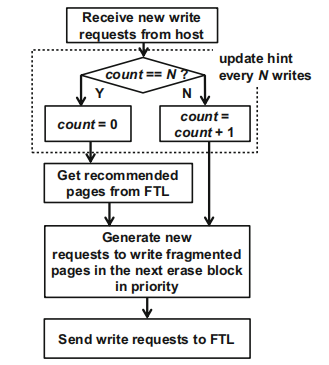 Receive new write
requests from host
update hint
every N writes
count == N ?
Y
N
count = 0
count =
count + 1
Get recommended
pages from FTL
Generate new
requests to write fragmented
pages in the next erase block
in priority
Send write requests to FTL